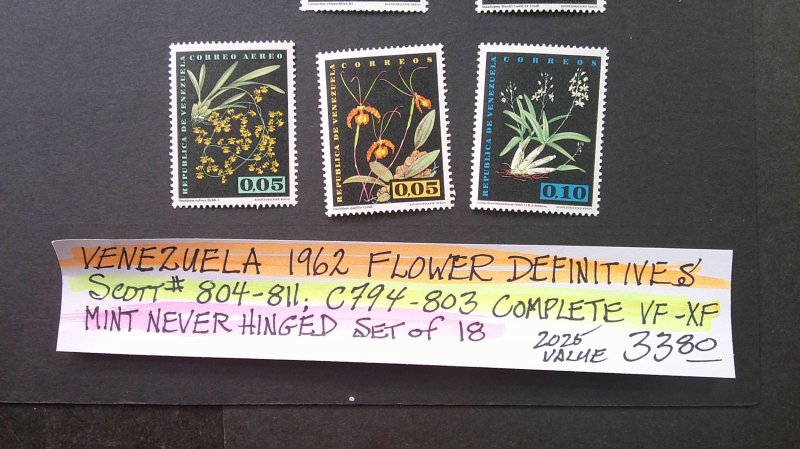 CORREO AEREO
REPUBLICA DE VENEZUELA
0,05
CORREOS
REPUBLICA DE VENEZUELA
0,05
CORREOS
REPUBLICA DE VENEZUELA
0.10
VENEZUELA 1962 FLOWER DEFINITIVES
SCOTT# 804-811; C794-803 COMPLETE VF-XF
MINT NEVER HINGED SET of 18
2025 VALUE 3380